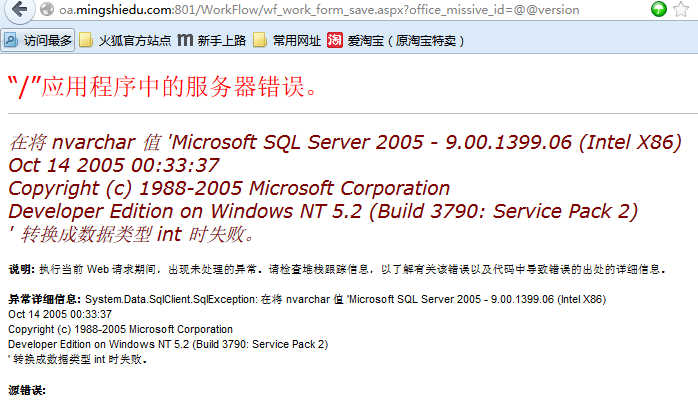 oa.mingshiedu.com:801/WorkFlow/wf_work_form_save.aspx?office_missive_id=@@version
访问最多 火狐官方站点 m 新手上路 常用网址 淘 爱淘宝（原淘宝特卖）
“/”应用程序中的服务器错误。
在将 nvarchar 值 'Microsoft SQL Server 2005 - 9.00.1399.06 (Intel X86)
Oct 14 2005 00:33:37
Copyright (c) 1988-2005 Microsoft Corporation
Developer Edition on Windows NT 5.2 (Build 3790: Service Pack 2)
' 转换成数据类型 int 时失败。
说明: 执行当前 Web 请求期间，出现未处理的异常。请检查堆栈跟踪信息，以了解有关该错误以及代码中导致错误的出处的详细信息。
异常详细信息: System.Data.SqlClient.SqlException: 在将 nvarchar 值 'Microsoft SQL Server 2005 - 9.00.1399.06 (Intel X86)
Oct 14 2005 00:33:37
Copyright (c) 1988-2005 Microsoft Corporation
Developer Edition on Windows NT 5.2 (Build 3790: Service Pack 2)
' 转换成数据类型 int 时失败。
源错误: